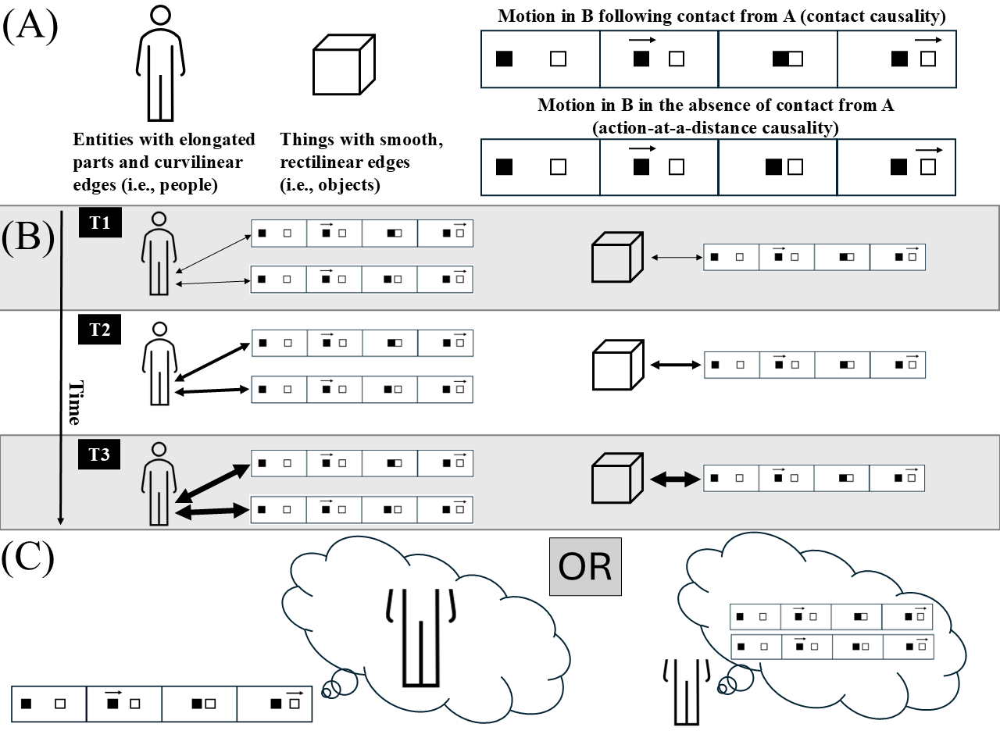 (A)
Entities with elongated
parts and curvilinear
edges (i.e., people)
Things with smooth,
rectilinear edges
(i.e., objects)
Motion in B following contact from A (contact causality)
Motion in B in the absence of contact from A
(action-at-a-distance causality)
(B)
T1
T2
Time
T3
(C)
OR